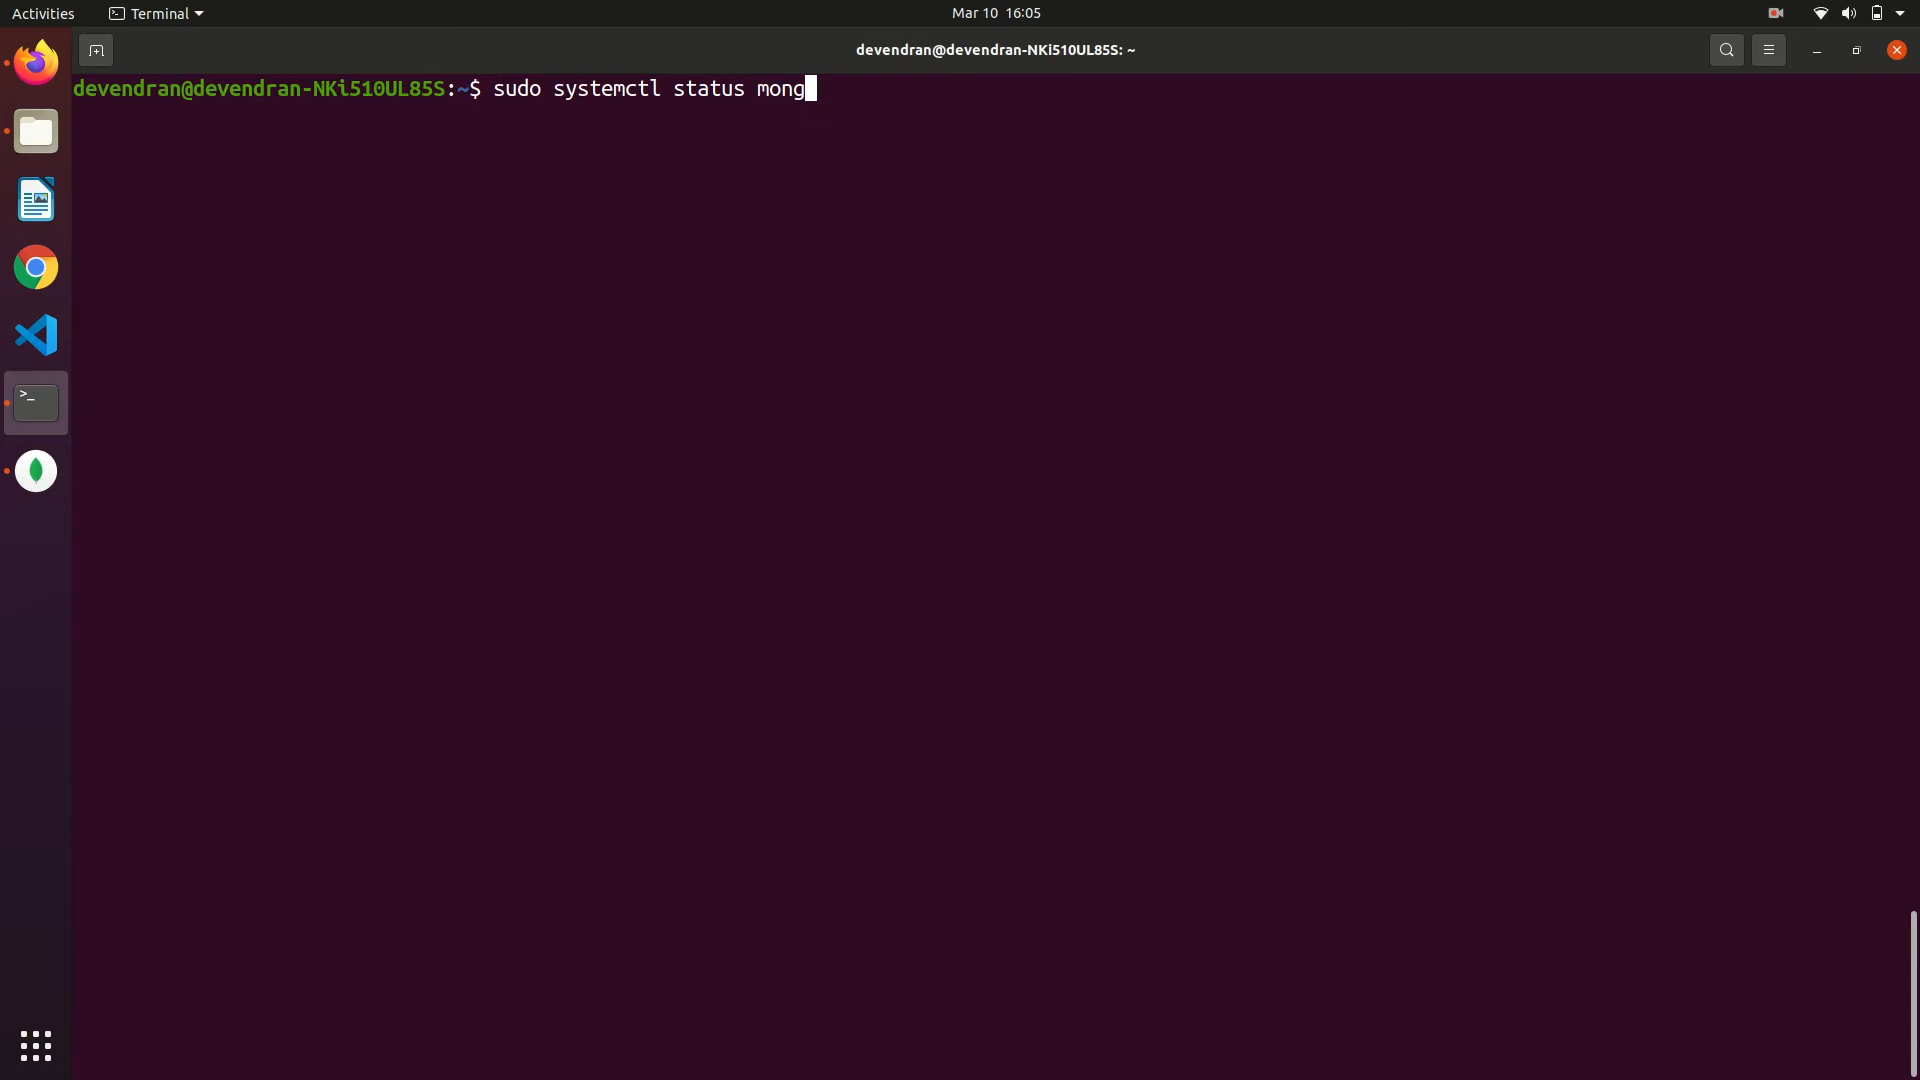 Activities Terminal Mar 10 16:05
devendran@devendran-NKi510UL85S: ~
devendran@devendran-NKi510UL85S:~$ sudo systemctl status mong
>_